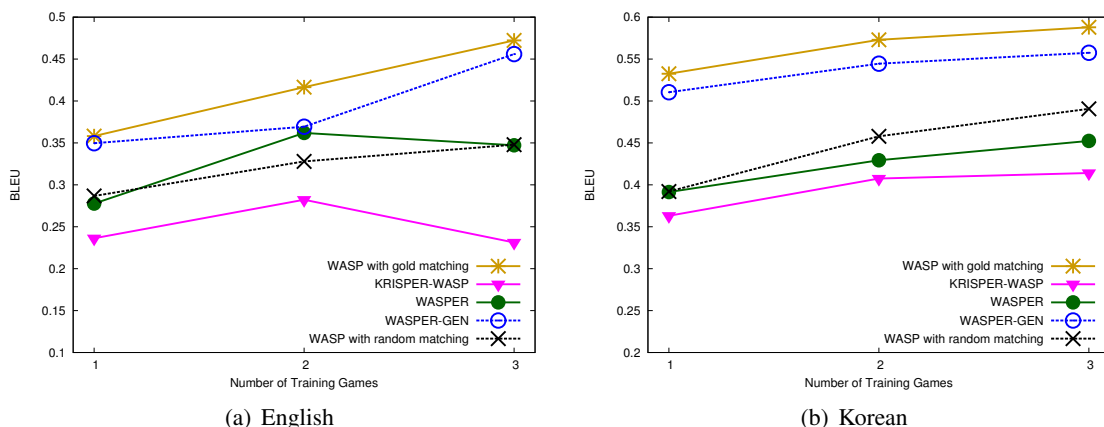 0.5
0.45
0.4
0.35
0.3
0.25
0.2
0.15
0.1
BLEU
WASP with gold matching
KRISPER-WASP
WASPER
WASPER-GEN
WASP with random matching
1 2 3
Number of Training Games
(a) English
0.6
0.55
0.5
0.45
0.4
0.35
0.3
0.25
0.2
BLEU
WASP with gold matching
KRISPER-WASP
WASPER
WASPER-GEN
WASP with random matching
1 2 3
Number of Training Games
(b) Korean